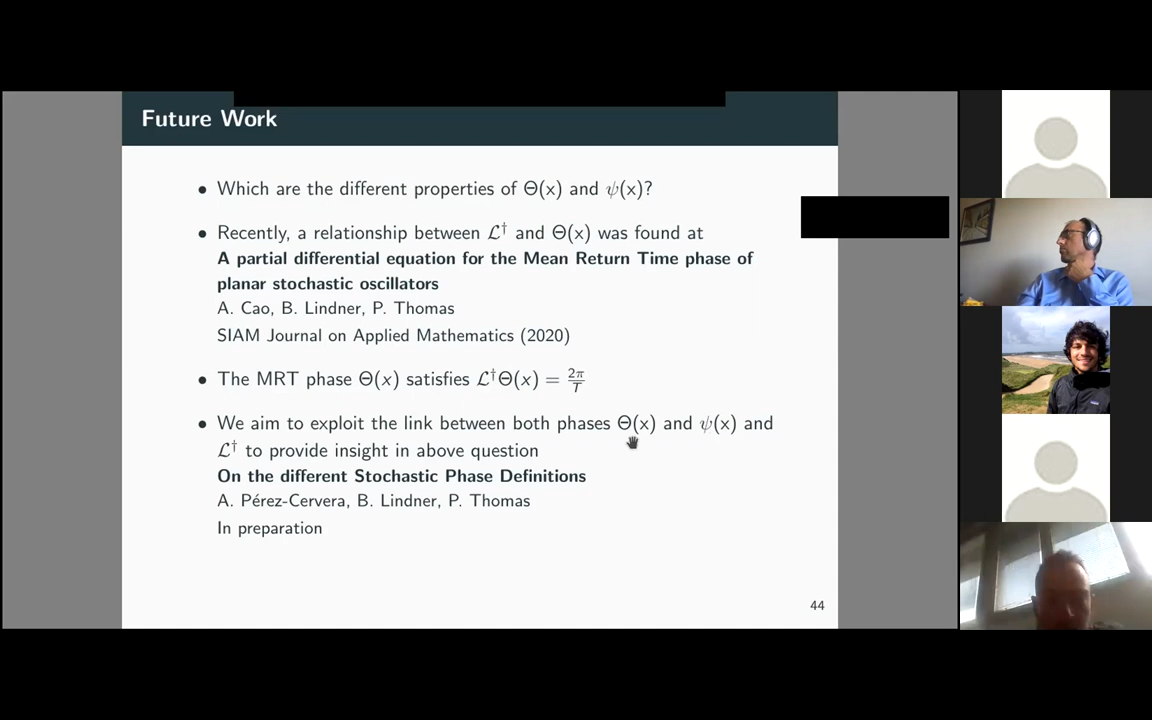 Future Work
• Which are the different properties of Θ(x) and ψ(x)?
• Recently, a relationship between ℒ† and Θ(x) was found at
A partial differential equation for the Mean Return Time phase of
planar stochastic oscillators
A. Cao, B. Lindner, P. Thomas
SIAM Journal on Applied Mathematics (2020)
• The MRT phase Θ(x) satisfies ℒ†Θ(x) = 2π/T
• We aim to exploit the link between both phases Θ(x) and ψ(x) and
ℒ† to provide insight in above question
On the different Stochastic Phase Definitions
A. Pérez-Cervera, B. Lindner, P. Thomas
In preparation
44